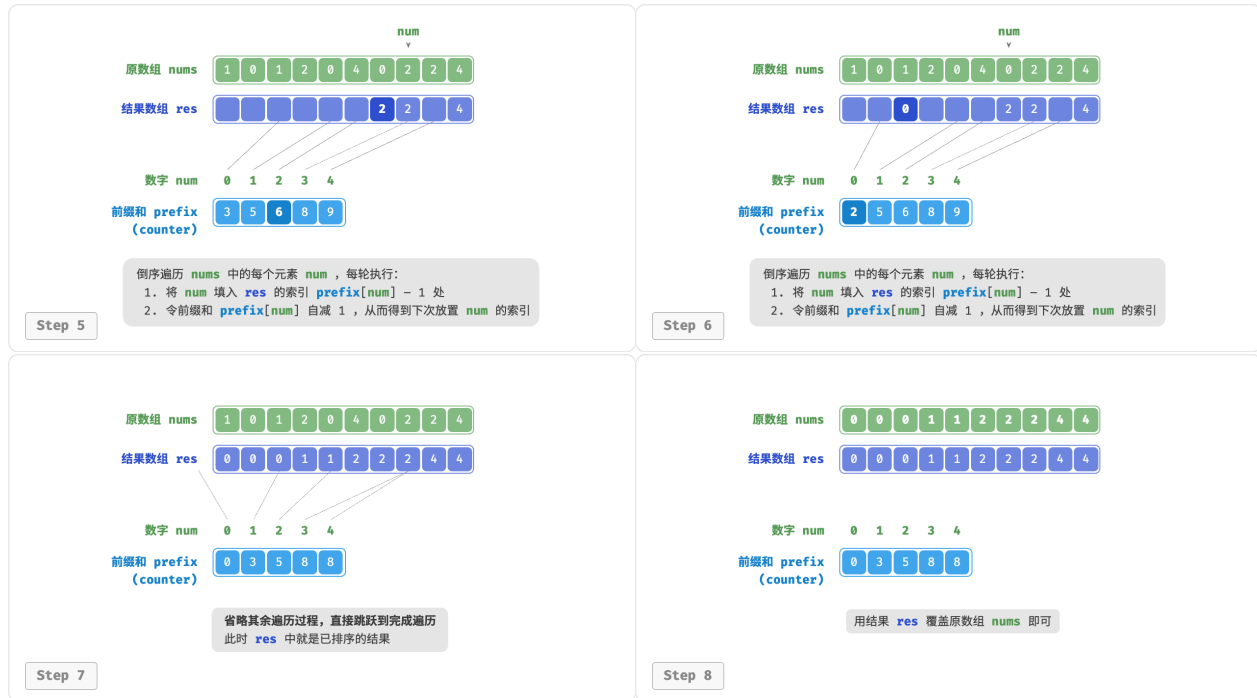 num
原数组 nums 1 0 1 2 0 4 0 2 2 4
结果数组 res 2 2 4
数字 num 0 1 2 3 4
前缀和 prefix 3 5 6 8 9
(counter)
倒序遍历 nums 中的每个元素 num ，每轮执行：
1. 将 num 填入 res 的索引 prefix[num] − 1 处
2. 令前缀和 prefix[num] 自减 1 ，从而得到下次放置 num 的索引
Step 5
num
原数组 nums 1 0 1 2 0 4 0 2 2 4
结果数组 res 0 2 2 4
数字 num 0 1 2 3 4
前缀和 prefix 2 5 6 8 9
(counter)
倒序遍历 nums 中的每个元素 num ，每轮执行：
1. 将 num 填入 res 的索引 prefix[num] − 1 处
2. 令前缀和 prefix[num] 自减 1 ，从而得到下次放置 num 的索引
Step 6
原数组 nums 1 0 1 2 0 4 0 2 2 4
结果数组 res 0 0 0 1 1 2 2 2 4 4
数字 num 0 1 2 3 4
前缀和 prefix 0 3 5 8 8
(counter)
省略其余遍历过程，直接跳跃到完成遍历
此时 res 中就是已排序的结果
Step 7
原数组 nums 0 0 0 1 1 2 2 2 4 4
结果数组 res 0 0 0 1 1 2 2 2 4 4
数字 num 0 1 2 3 4
前缀和 prefix 0 3 5 8 8
(counter)
用结果 res 覆盖原数组 nums 即可
Step 8